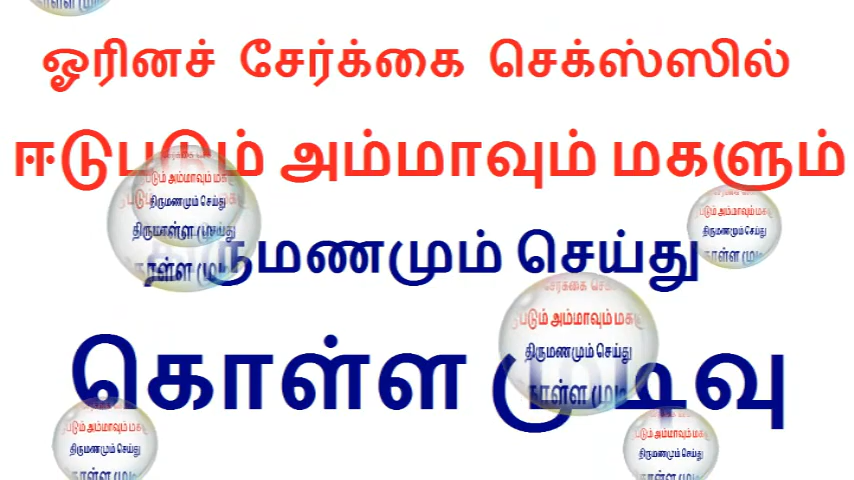 ஓரினச் சேர்க்கை செக்ஸ்ஸில்
ஈடுபடும் அம்மாவும் மகளும்
திருமணமும் செய்து
கொள்ள முடிவு